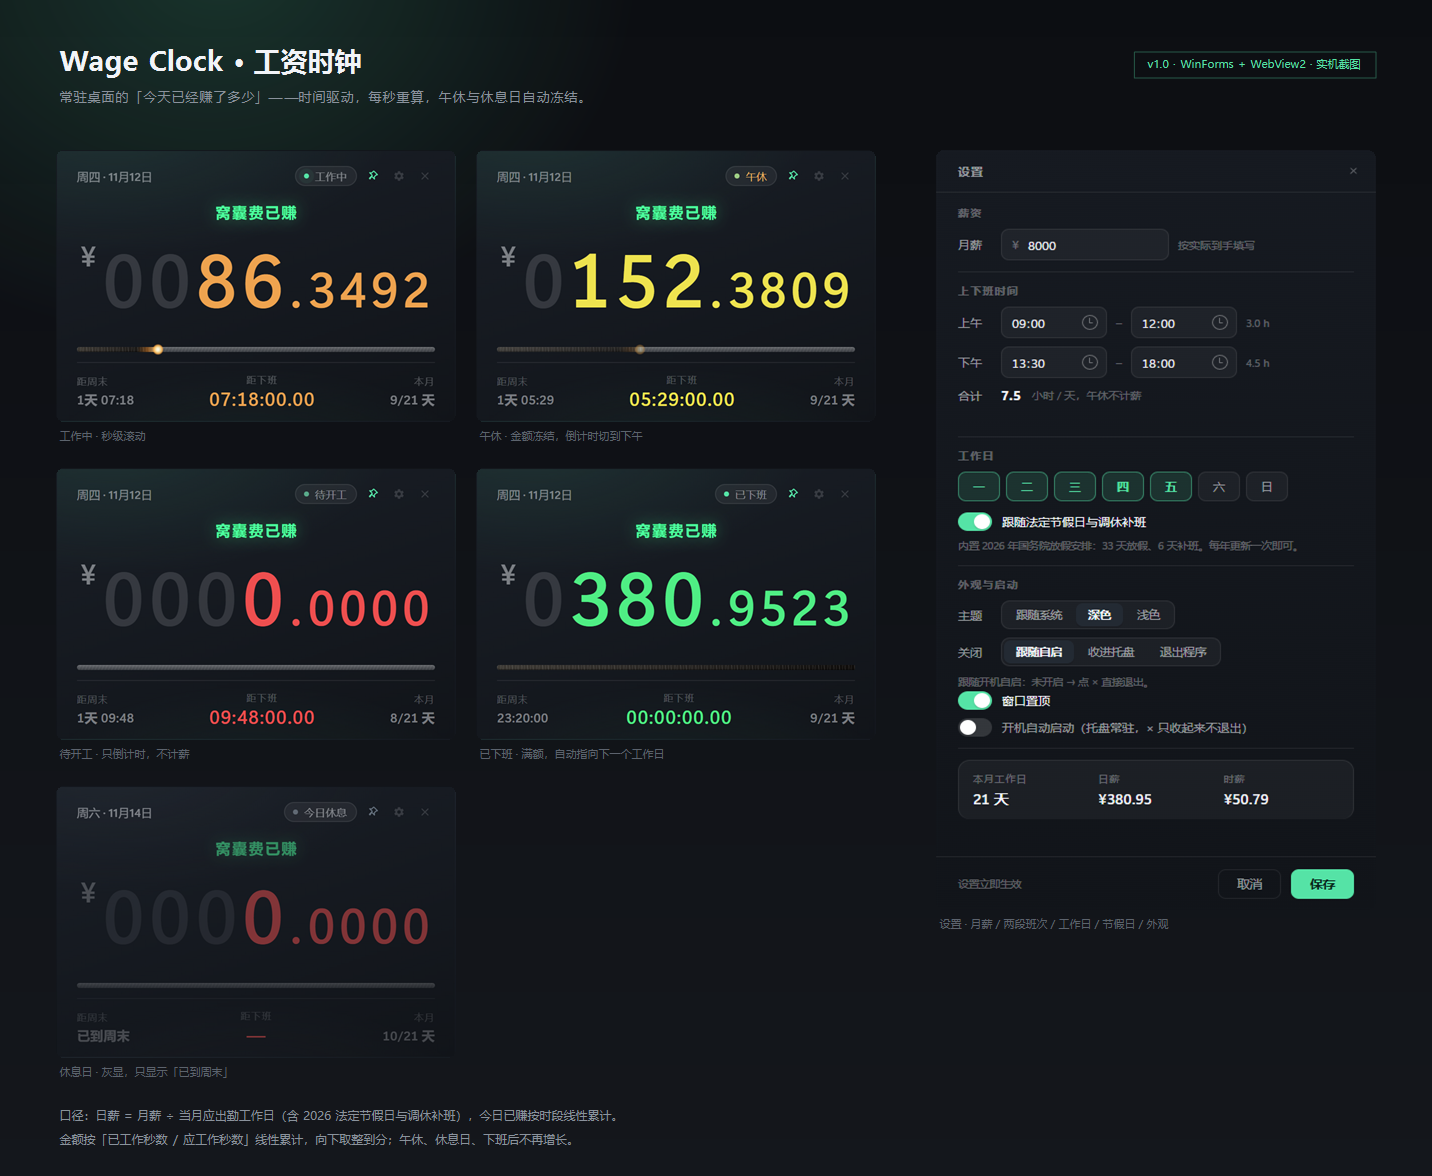 Wage Clock • 工资时钟
v1.0 · WinForms + WebView2 · 实机截图
常驻桌面的「今天已经赚了多少」——时间驱动，每秒重算，午休与休息日自动冻结。
周四 · 11月12日
工作中
窝囊费已赚
¥0086.3492
距周末
距下班
本月
1天 07:18
07:18:00.00
9/21 天
工作中 · 秒级滚动
周四 · 11月12日
午休
窝囊费已赚
¥0152.3809
距周末
距下班
本月
1天 05:29
05:29:00.00
9/21 天
午休 · 金额冻结，倒计时切到下午
周四 · 11月12日
待开工
窝囊费已赚
¥0000.0000
距周末
距下班
本月
1天 09:48
09:48:00.00
8/21 天
待开工 · 只倒计时，不计薪
周四 · 11月12日
已下班
窝囊费已赚
¥0380.9523
距周末
距下班
本月
23:20:00
00:00:00.00
9/21 天
已下班 · 满额，自动指向下一个工作日
周六 · 11月14日
今日休息
窝囊费已赚
¥0000.0000
距周末
距下班
本月
已到周末
—
10/21 天
休息日 · 灰显，只显示「已到周末」
设置
×
薪资
月薪 ¥ 8000 按实际到手填写
上下班时间
上午 09:00 – 12:00 3.0 h
下午 13:30 – 18:00 4.5 h
合计 7.5 小时 / 天，午休不计薪
工作日
一 二 三 四 五 六 日
跟随法定节假日与调休补班
内置 2026 年国务院放假安排：33 天放假、6 天补班。每年更新一次即可。
外观与启动
主题 跟随系统 深色 浅色
关闭 跟随自启 收进托盘 退出程序
跟随开机自启：未开启 → 点 × 直接退出。
窗口置顶
开机自动启动（托盘常驻，× 只收起来不退出）
本月工作日 日薪 时薪
21 天 ¥380.95 ¥50.79
设置立即生效 取消 保存
设置 · 月薪 / 两段班次 / 工作日 / 节假日 / 外观
口径：日薪 = 月薪 ÷ 当月应出勤工作日（含 2026 法定节假日与调休补班），今日已赚按时段线性累计。
金额按「已工作秒数 / 应工作秒数」线性累计，向下取整到分；午休、休息日、下班后不再增长。